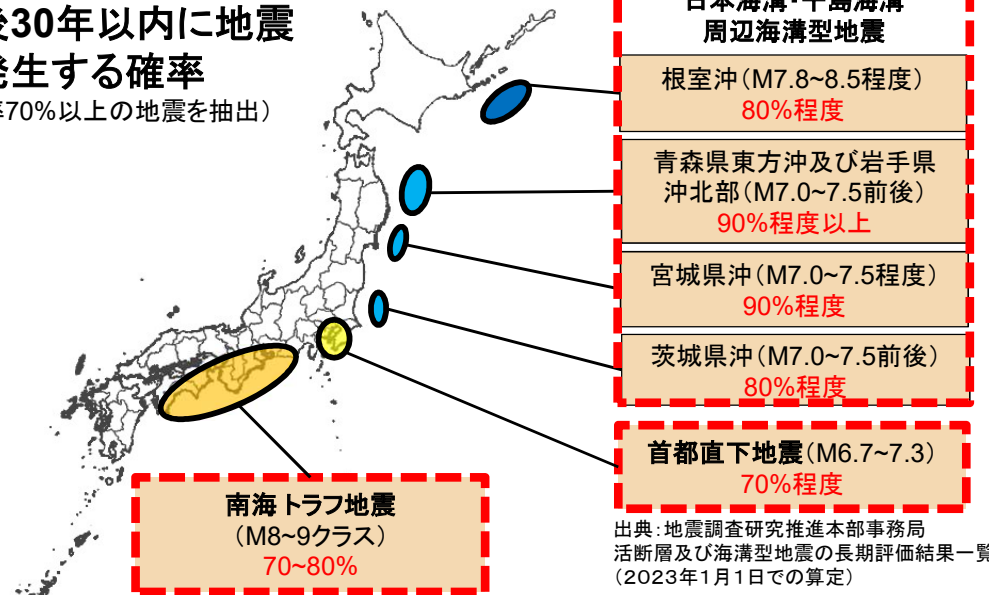 後30年以内に地震
発生する確率
率70%以上の地震を抽出）
日本海溝・千島海溝
周辺海溝型地震
根室沖（M7.8~8.5程度）
80%程度
青森県東方沖及び岩手県
沖北部（M7.0~7.5前後）
90%程度以上
宮城県沖（M7.0~7.5程度）
90%程度
茨城県沖（M7.0~7.5前後）
80%程度
首都直下地震（M6.7~7.3）
70%程度
南海トラフ地震
（M8~9クラス）
70~80%
出典：地震調査研究推進本部事務局
活断層及び海溝型地震の長期評価結果一覧
（2023年1月1日での算定）